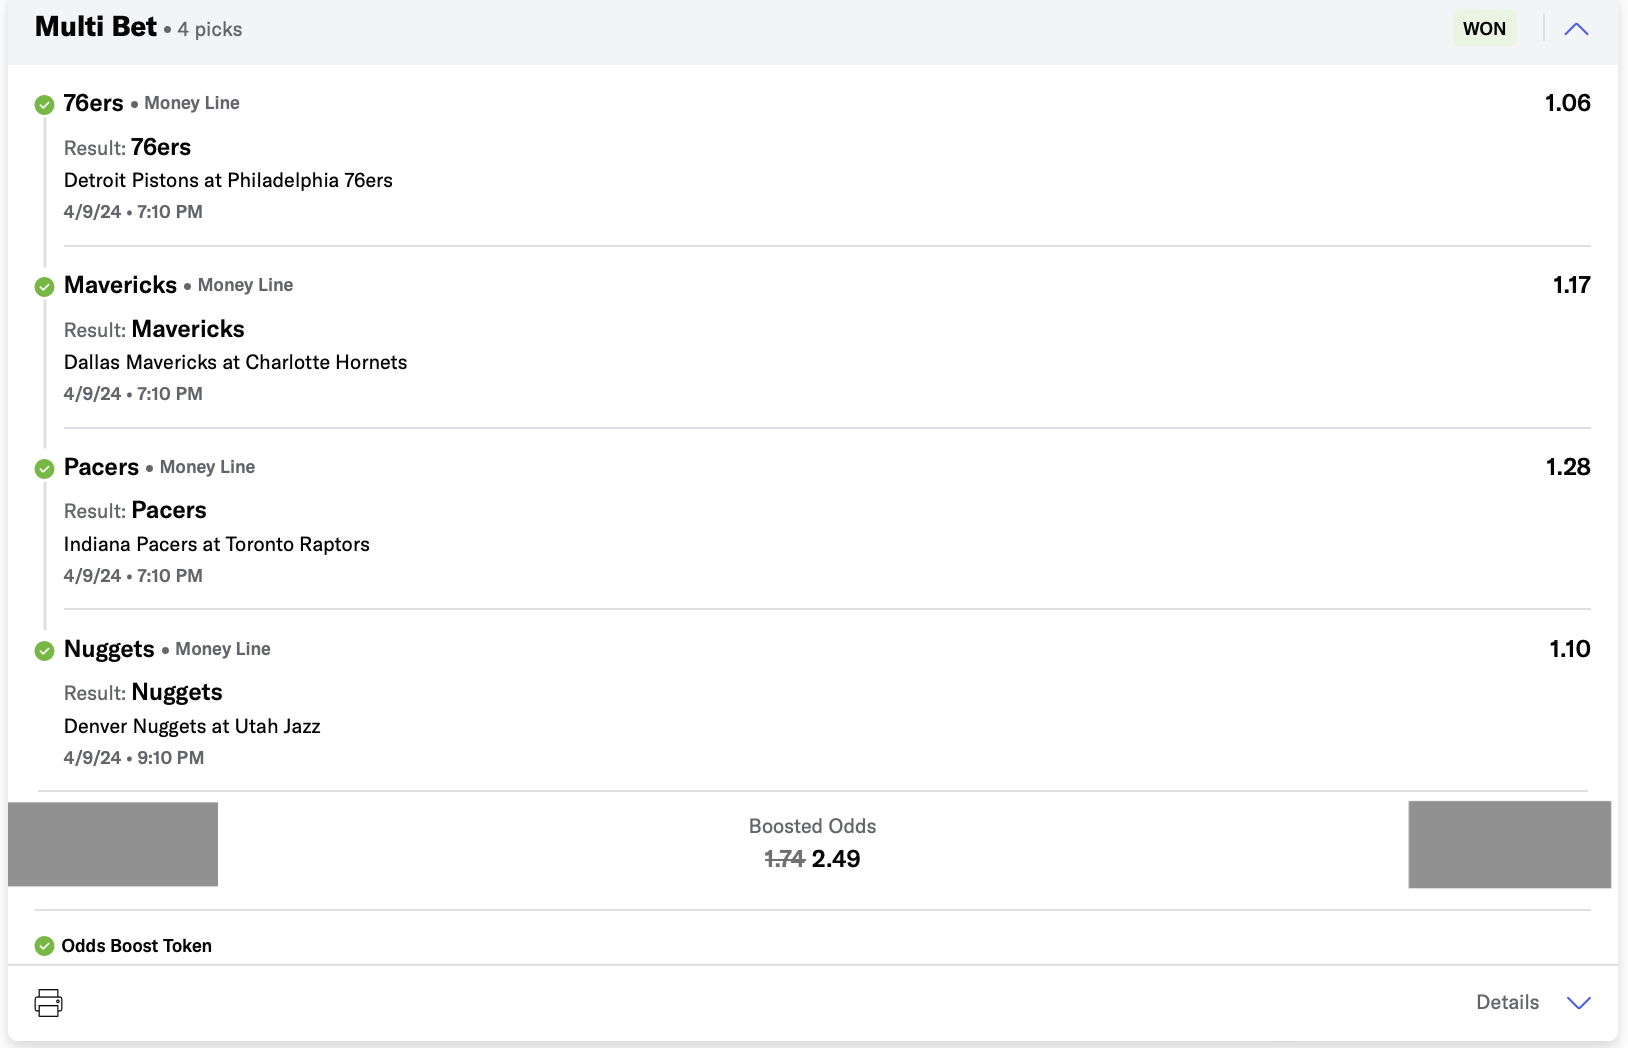 Multi Bet • 4 picks
WON
76ers • Money Line
1.06
Result: 76ers
Detroit Pistons at Philadelphia 76ers
4/9/24 • 7:10 PM
Mavericks • Money Line
1.17
Result: Mavericks
Dallas Mavericks at Charlotte Hornets
4/9/24 • 7:10 PM
Pacers • Money Line
1.28
Result: Pacers
Indiana Pacers at Toronto Raptors
4/9/24 • 7:10 PM
Nuggets • Money Line
1.10
Result: Nuggets
Denver Nuggets at Utah Jazz
4/9/24 • 9:10 PM
Boosted Odds
1.74 2.49
Odds Boost Token
Details